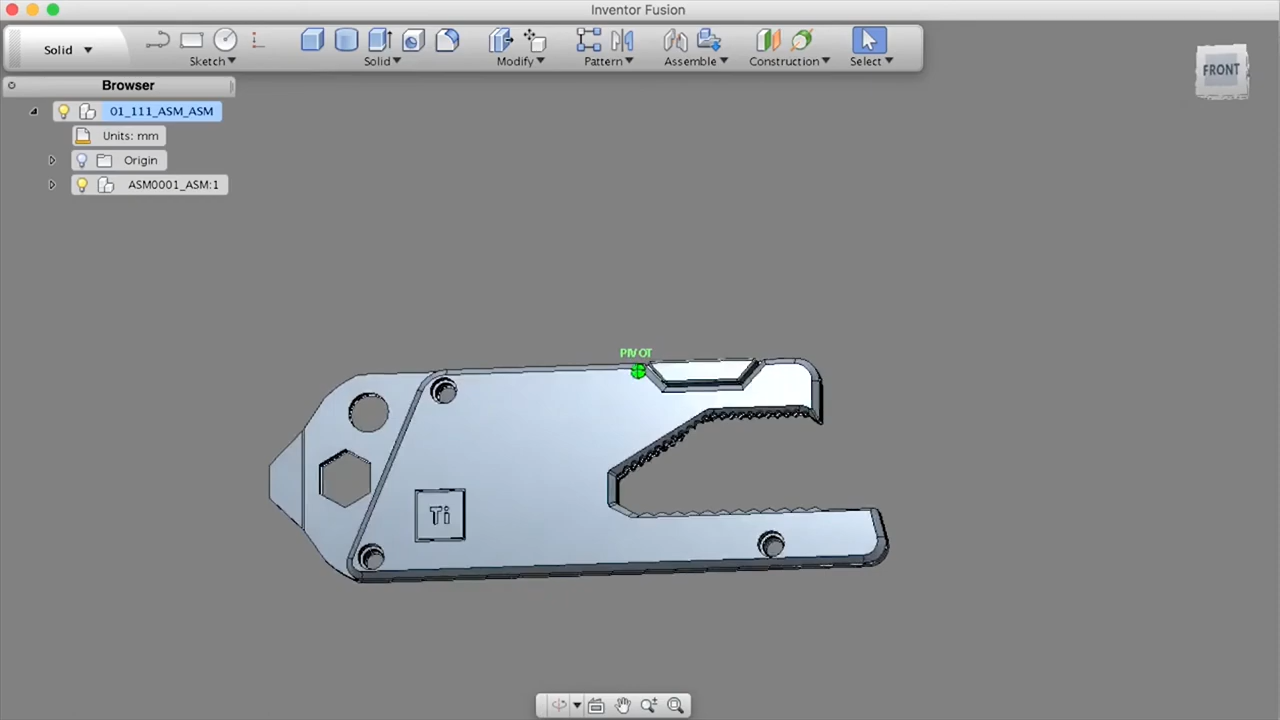 Inventor Fusion
Solid
Sketch
Solid
Modify
Pattern
Assemble
Construction
Select
FRONT
Browser
01_111_ASM_ASM
Units: mm
Origin
ASM0001_ASM:1
PIVOT
Ti